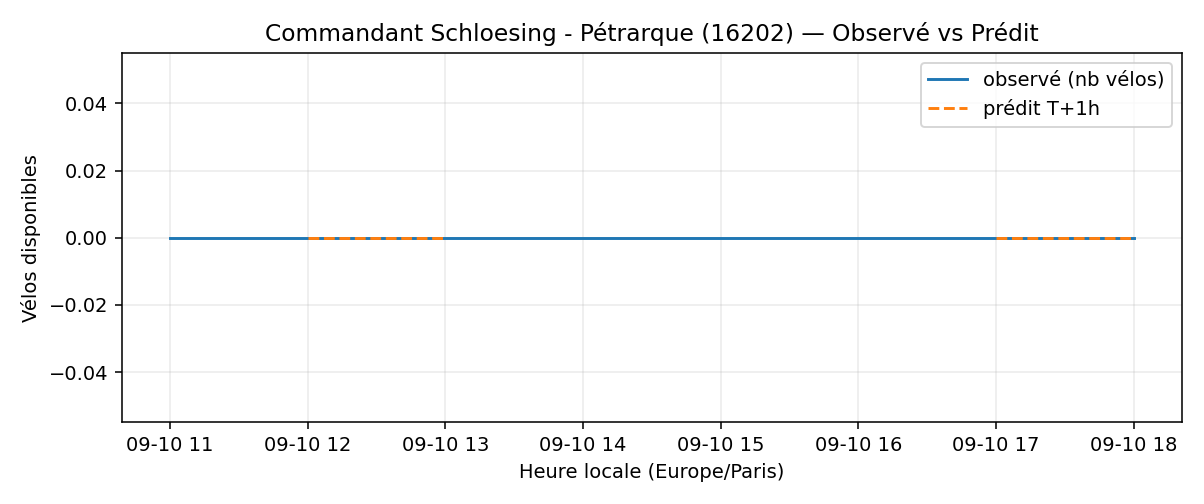 Commandant Schloesing - Pétrarque (16202) — Observé vs Prédit
observé (nb vélos)
prédit T+1h
Vélos disponibles
0.04
0.02
0.00
−0.02
−0.04
09-10 11 09-10 12 09-10 13 09-10 14 09-10 15 09-10 16 09-10 17 09-10 18
Heure locale (Europe/Paris)